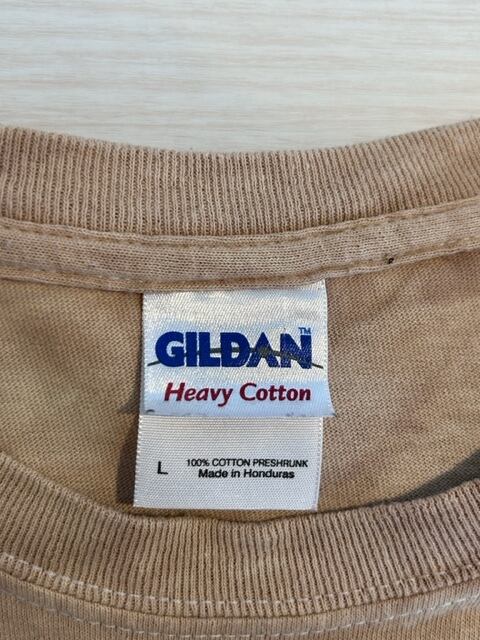 GILDAN™
Heavy Cotton
L
100% COTTON PRESHRUNK
Made in Honduras